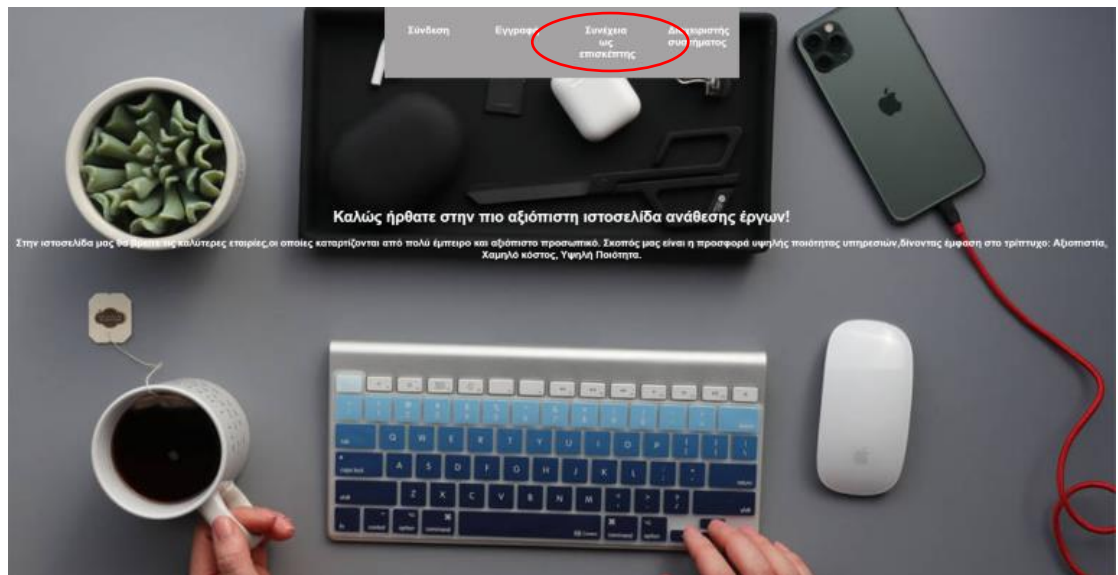 Σύνδεση
Εγγραφή
Συνέχεια
ως
επισκέπτης
Διαχειριστής
συστήματος
Καλώς ήρθατε στην πιο αξιόπιστη ιστοσελίδα ανάθεσης έργων!
Στην ιστοσελίδα μας θα βρείτε τις καλύτερες εταιρίες,οι οποίες καταρτίζονται από πολύ έμπειρο και αξιόπιστο προσωπικό. Σκοπός μας είναι η προσφορά υψηλής ποιότητας υπηρεσιών,δίνοντας έμφαση στο τρίπτυχο: Αξιοπιστία,
Χαμηλό κόστος, Υψηλή Ποιότητα.
Q W E R T Y U I O P
A S D F G H J K L
Z X C V B N M